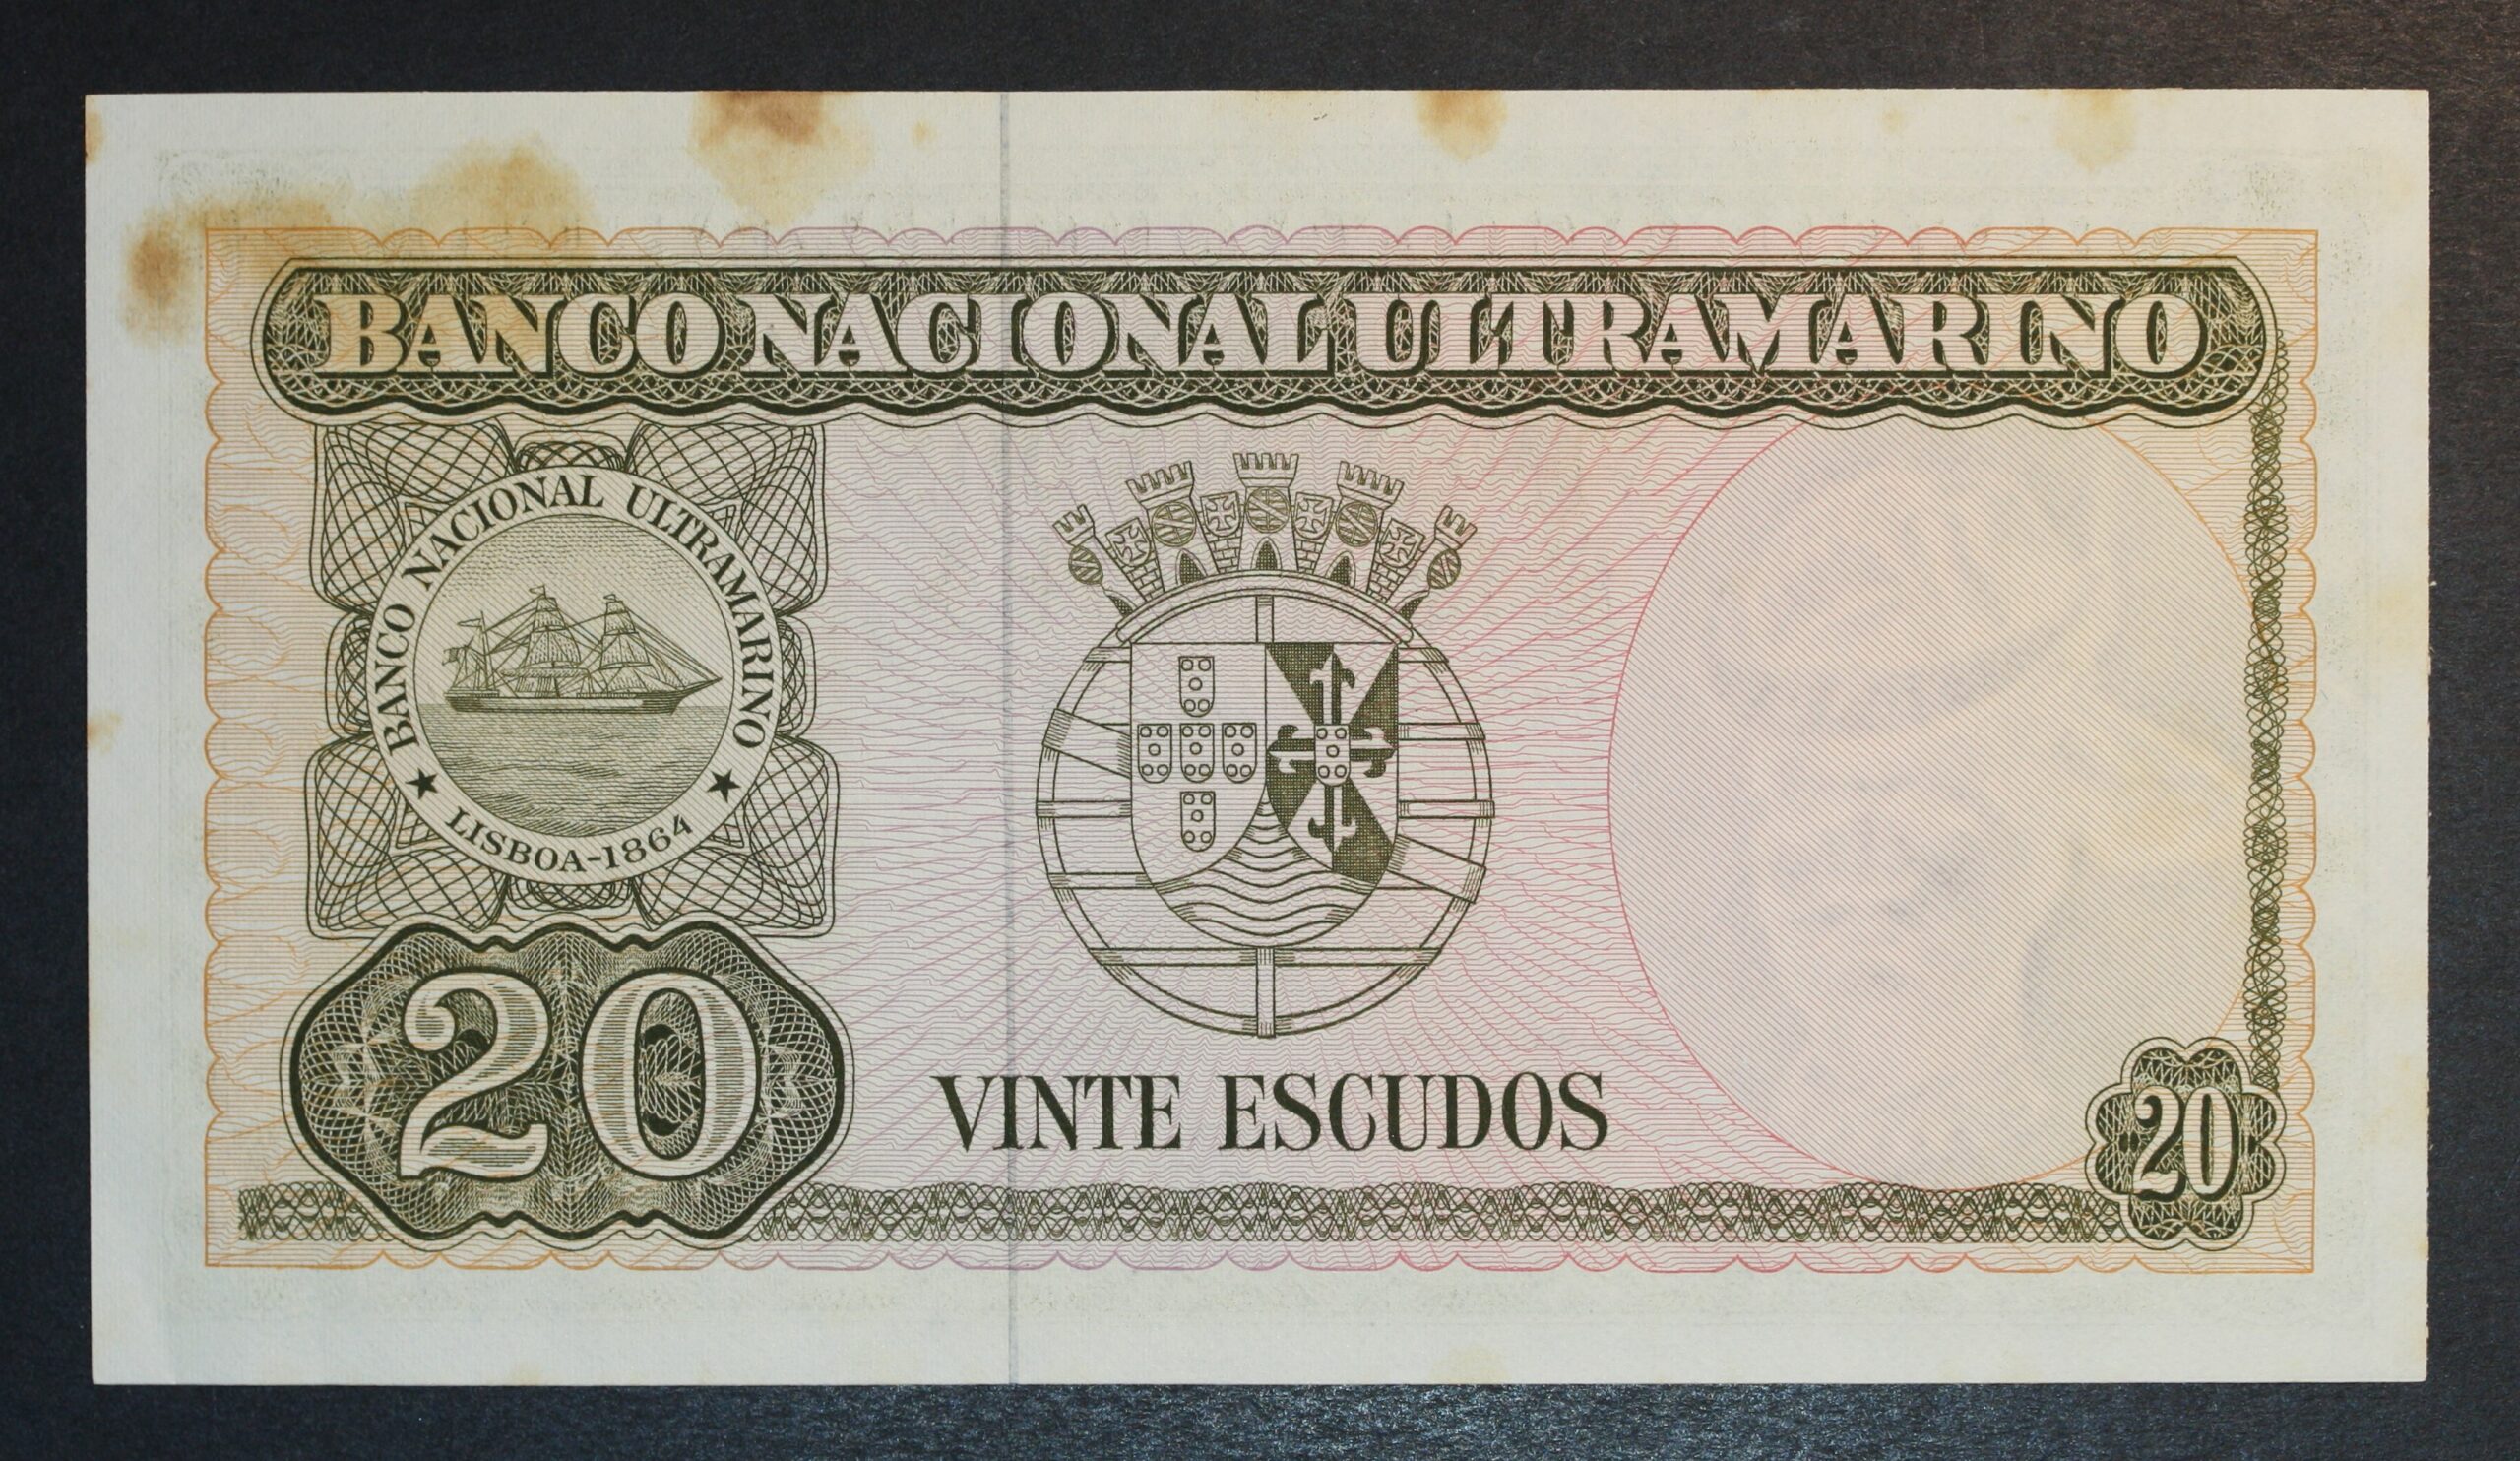 BANCO NACIONAL ULTRAMARINO
BANCO NACIONAL ULTRAMARINO
★ LISBOA-1864 ★
20
VINTE ESCUDOS
20